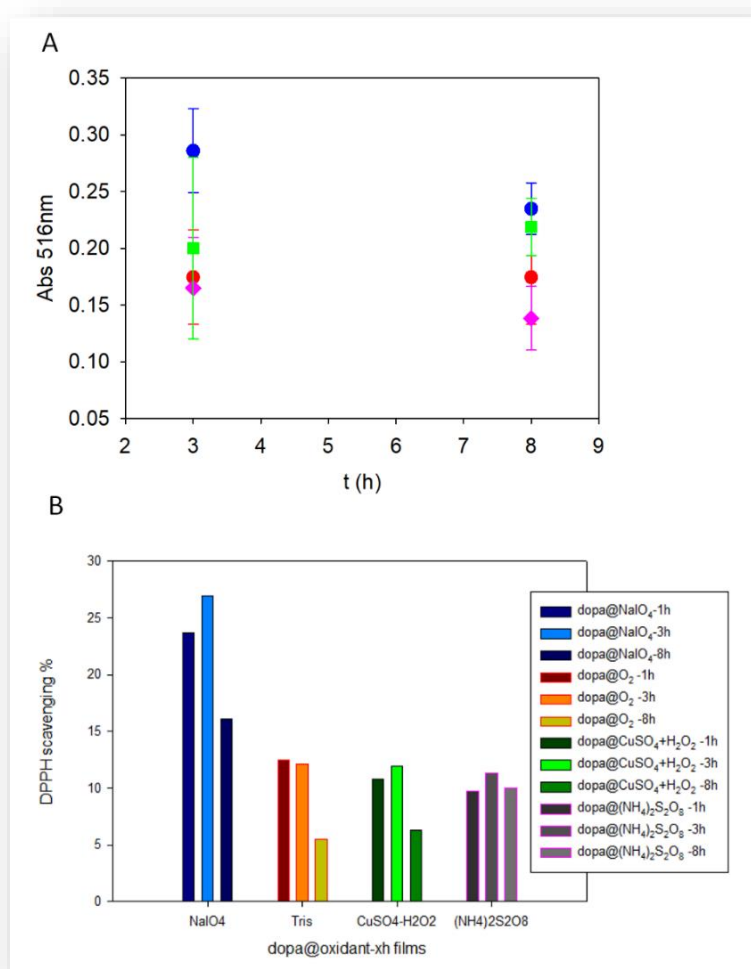 A
0.35
0.30
0.25
0.20
0.15
0.10
0.05
Abs 516nm
2 3 4 5 6 7 8 9
t (h)
B
30
25
20
15
10
5
0
DPPH scavenging %
NaIO4 Tris CuSO4-H2O2 (NH4)2S2O8
dopa@oxidant-xh films
dopa@NaIO₄-1h
dopa@NaIO₄-3h
dopa@NaIO₄-8h
dopa@O₂ -1h
dopa@O₂ -3h
dopa@O₂ -8h
dopa@CuSO₄+H₂O₂ -1h
dopa@CuSO₄+H₂O₂ -3h
dopa@CuSO₄+H₂O₂ -8h
dopa@(NH₄)₂S₂O₈ -1h
dopa@(NH₄)₂S₂O₈ -3h
dopa@(NH₄)₂S₂O₈ -8h